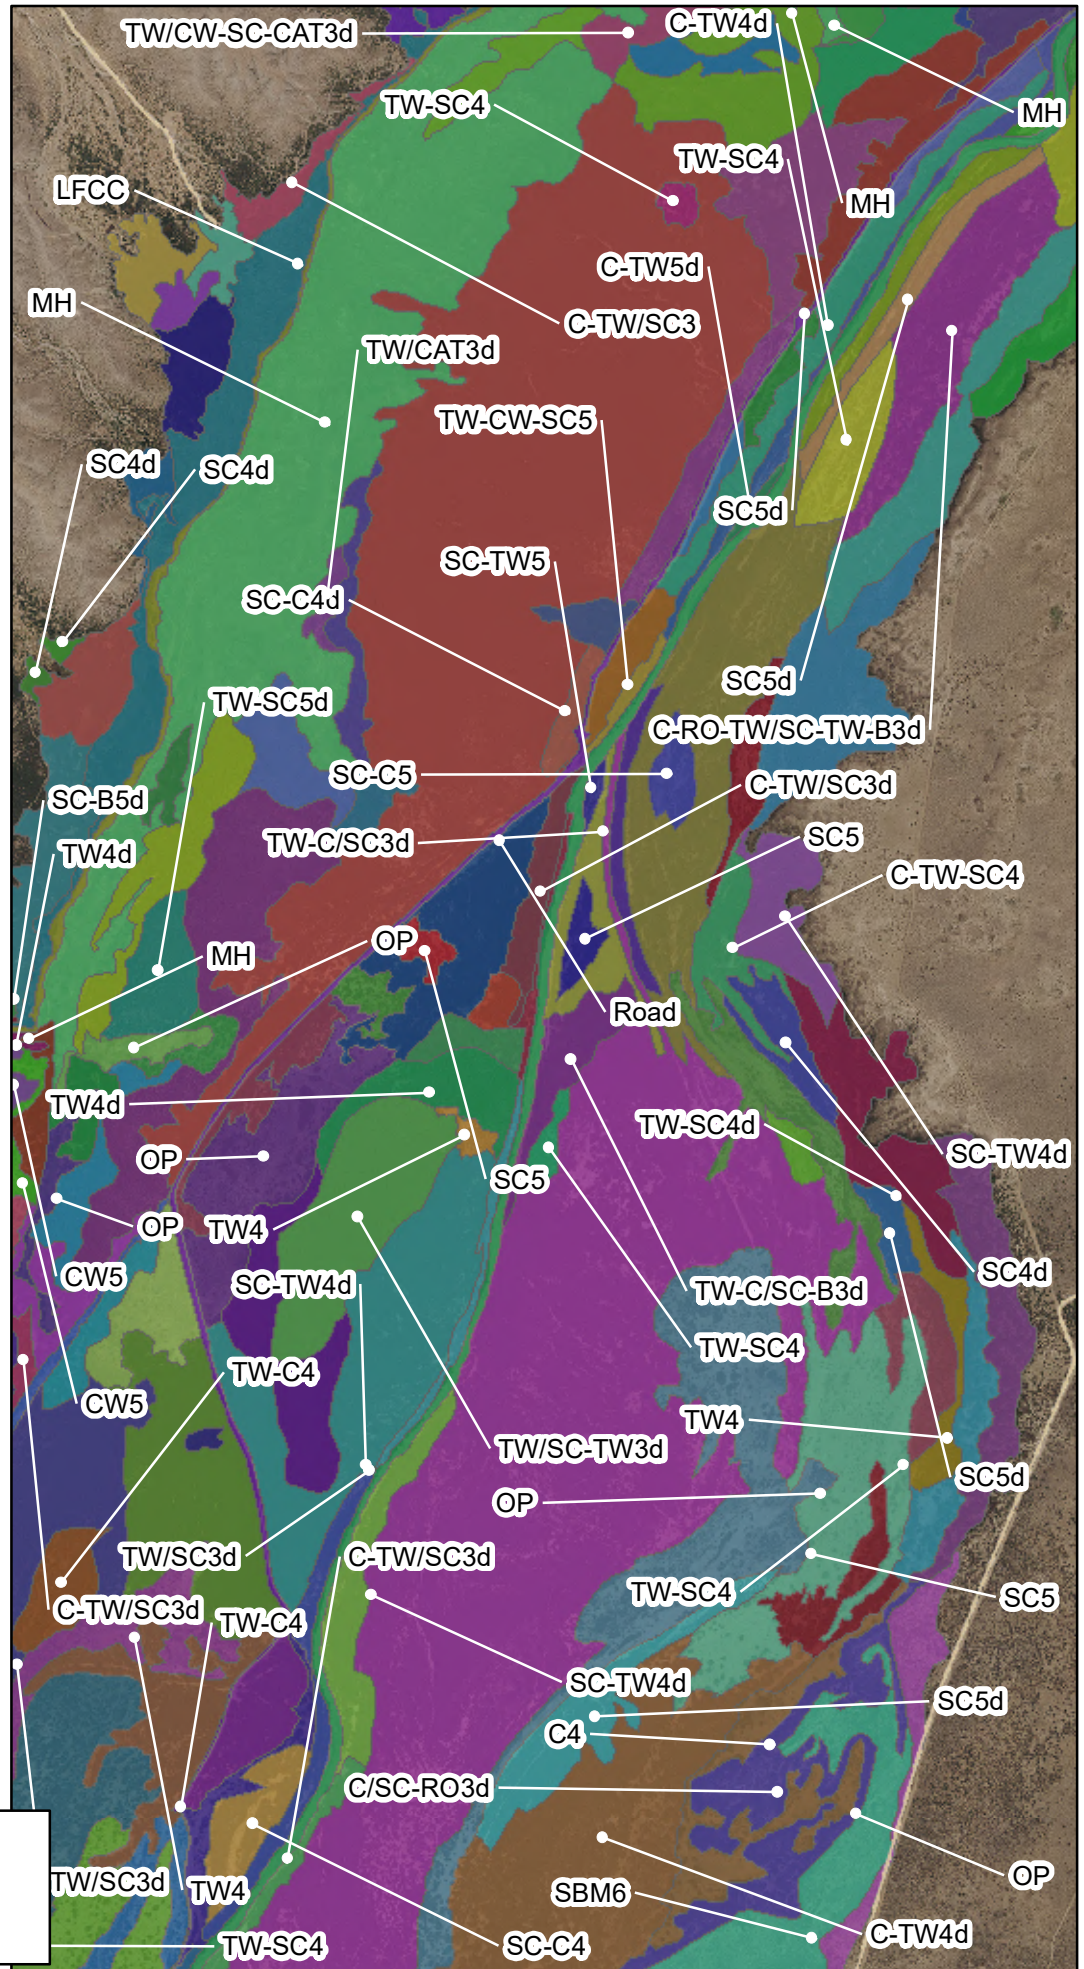 TW/CW-SC-CAT3d
C-TW4d
TW-SC4
MH
TW-SC4
LFCC
MH
C-TW5d
MH
C-TW/SC3
TW/CAT3d
TW-CW-SC5
SC4d
SC4d
SC5d
SC-TW5
SC-C4d
SC5d
TW-SC5d
C-RO-TW/SC-TW-B3d
SC-C5
C-TW/SC3d
SC-B5d
TW-C/SC3d
SC5
TW4d
C-TW-SC4
OP
MH
Road
TW4d
TW-SC4d
SC-TW4d
OP
SC5
OP
TW4
SC4d
CW5
SC-TW4d
TW-C/SC-B3d
TW-SC4
TW-C4
CW5
TW4
TW/SC-TW3d
SC5d
OP
TW/SC3d
C-TW/SC3d
TW-SC4
SC5
C-TW/SC3d
TW-C4
SC-TW4d
SC5d
C4
C/SC-RO3d
OP
TW/SC3d
TW4
SBM6
C-TW4d
TW-SC4
SC-C4